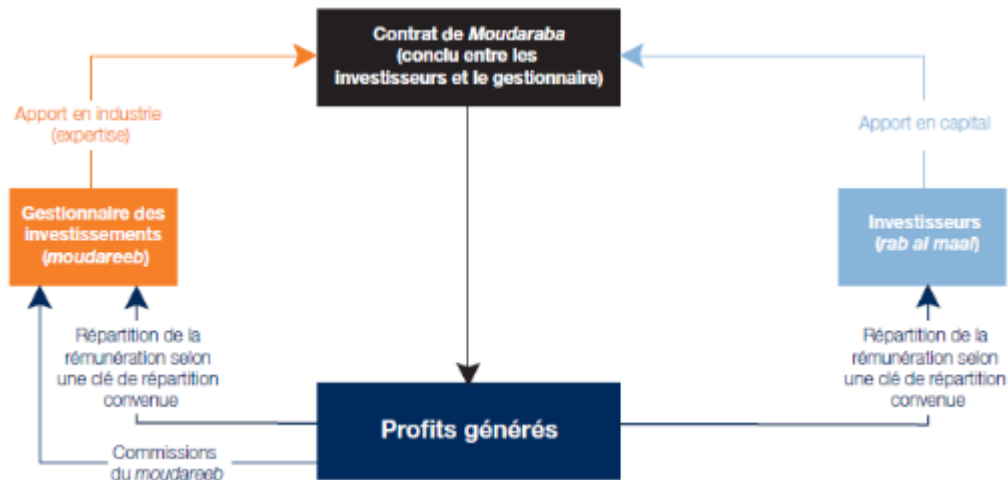 Contrat de Moudaraba
(conclu entre les
investisseurs et le gestionnaire)
Apport en industrie
(expertise)
Apport en capital
Gestionnaire des
investissements
(moudareeb)
Investisseurs
(rab al maal)
Répartition de la
rémunération selon
une clé de répartition
convenue
Répartition de la
rémunération selon
une clé de répartition
convenue
Profits générés
Commissions
du moudareeb